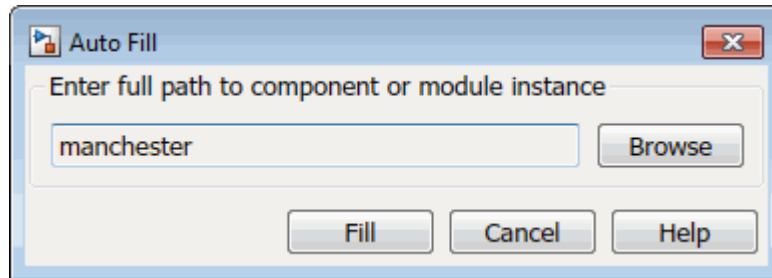 Auto Fill
Enter full path to component or module instance
manchester Browse
Fill Cancel Help